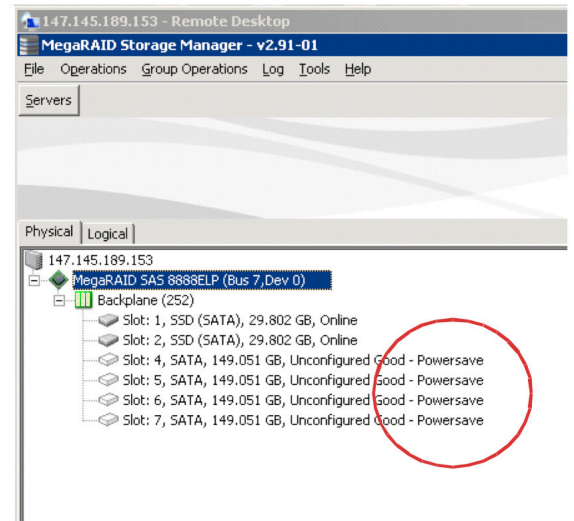 147.145.189.153 - Remote Desktop
MegaRAID Storage Manager - v2.91-01
File Operations Group Operations Log Tools Help
Servers
Physical Logical
147.145.189.153
MegaRAID SAS 8888ELP (Bus 7,Dev 0)
Backplane (252)
Slot: 1, SSD (SATA), 29.802 GB, Online
Slot: 2, SSD (SATA), 29.802 GB, Online
Slot: 4, SATA, 149.051 GB, Unconfigured Good - Powersave
Slot: 5, SATA, 149.051 GB, Unconfigured Good - Powersave
Slot: 6, SATA, 149.051 GB, Unconfigured Good - Powersave
Slot: 7, SATA, 149.051 GB, Unconfigured Good - Powersave